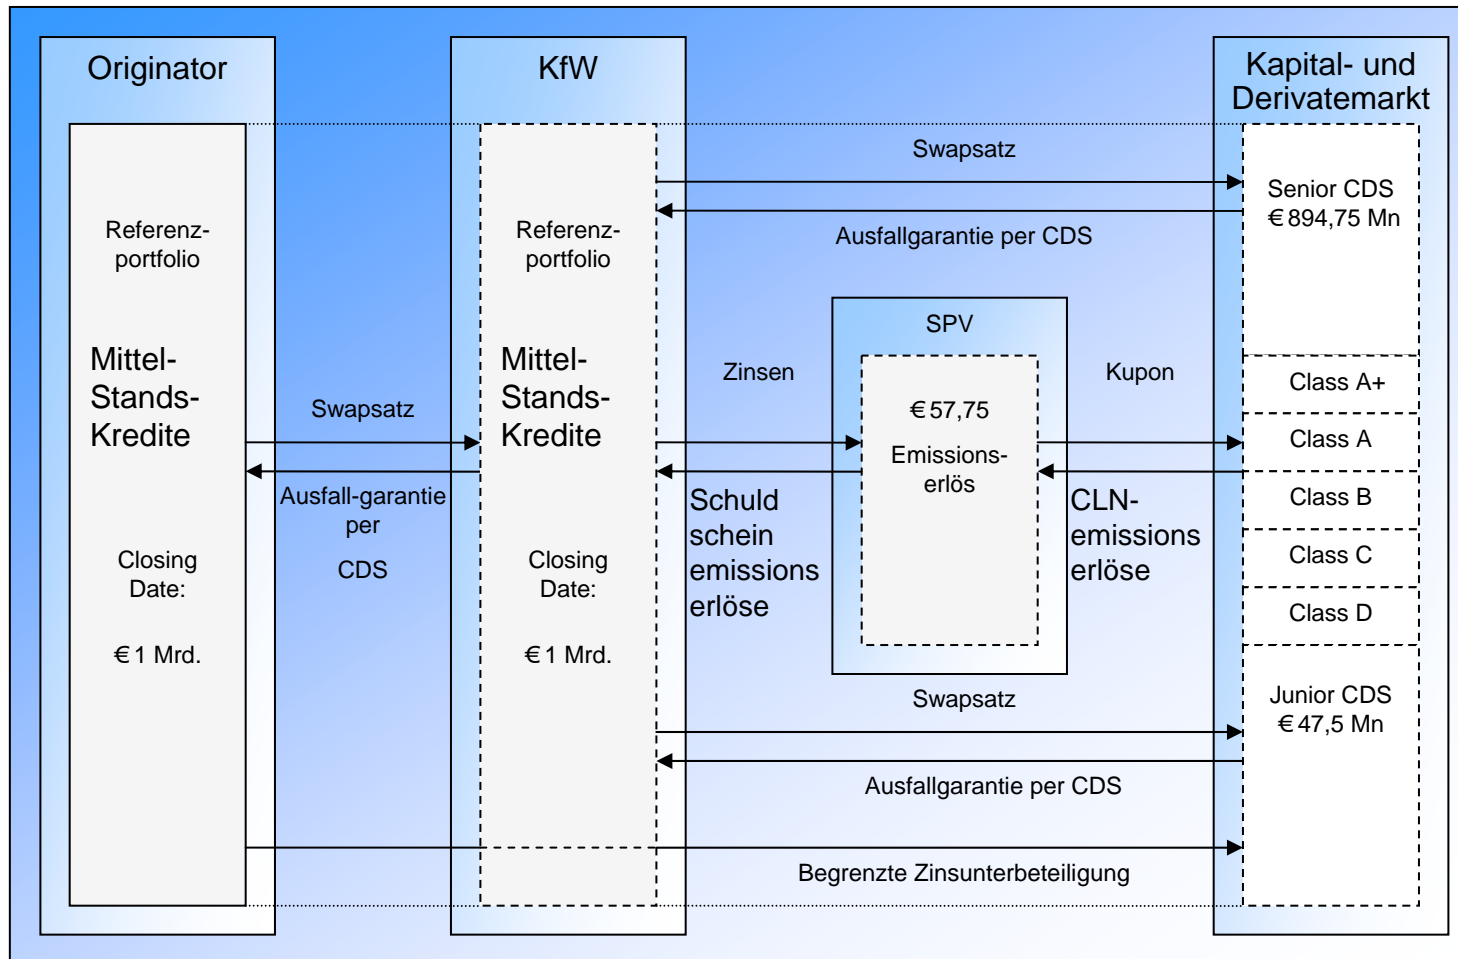 Originator
KfW
Kapital- und
Derivatemarkt
Referenz-
portfolio
Mittel-
Stands-
Kredite
Closing
Date:
€ 1 Mrd.
Swapsatz
Ausfall-garantie
per
CDS
Referenz-
portfolio
Mittel-
Stands-
Kredite
Closing
Date:
€ 1 Mrd.
Swapsatz
Ausfallgarantie per CDS
Zinsen
Schuld
schein
emissions
erlöse
SPV
€ 57,75
Emissions-
erlös
Kupon
CLN-
emissions
erlöse
Swapsatz
Ausfallgarantie per CDS
Begrenzte Zinsunterbeteiligung
Senior CDS
€ 894,75 Mn
Class A+
Class A
Class B
Class C
Class D
Junior CDS
€ 47,5 Mn